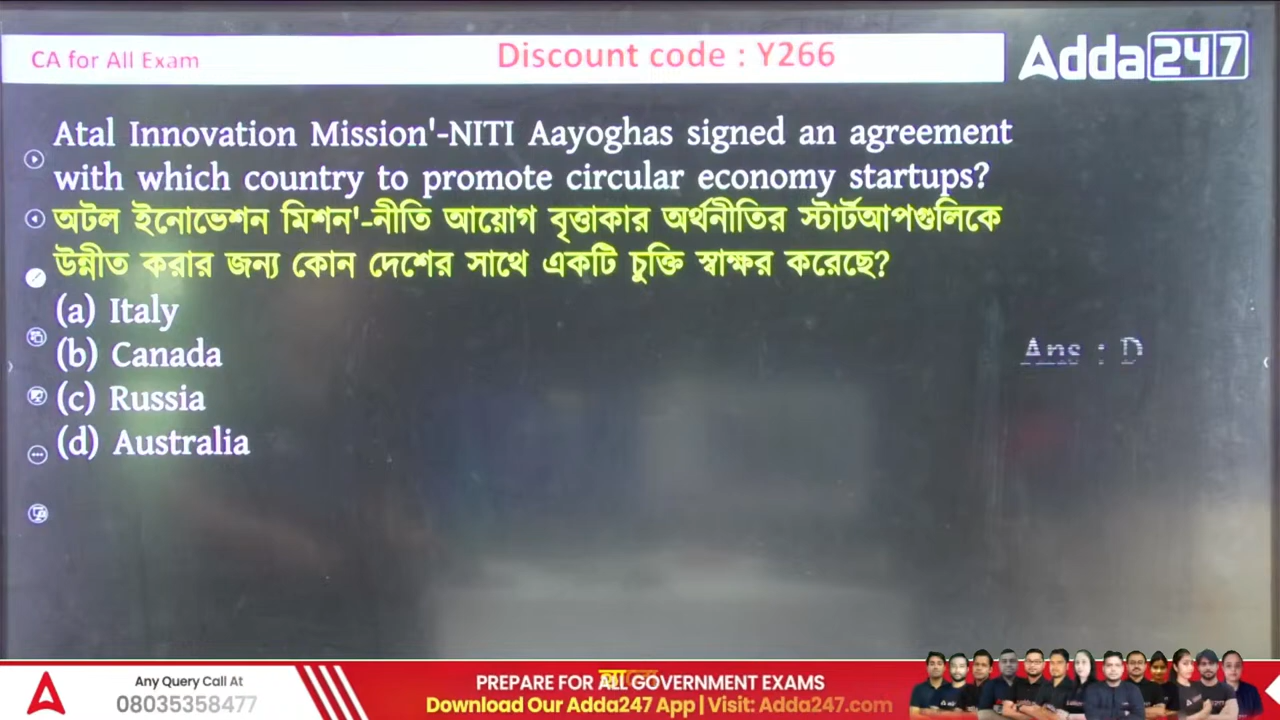 CA for All Exam
Discount code : Y266
Adda247
Atal Innovation Mission'-NITI Aayoghas signed an agreement
with which country to promote circular economy startups?
অটল ইনোভেশন মিশন'-নীতি আয়োগ বৃত্তাকার অর্থনীতির স্টার্টআপগুলিকে
উন্নীত করার জন্য কোন দেশের সাথে একটি চুক্তি স্বাক্ষর করেছে?
(a) Italy
(b) Canada
(c) Russia
(d) Australia
Ans : D
Any Query Call At
08035358477
PREPARE FOR ALL GOVERNMENT EXAMS
Download Our Adda247 App | Visit: Adda247.com